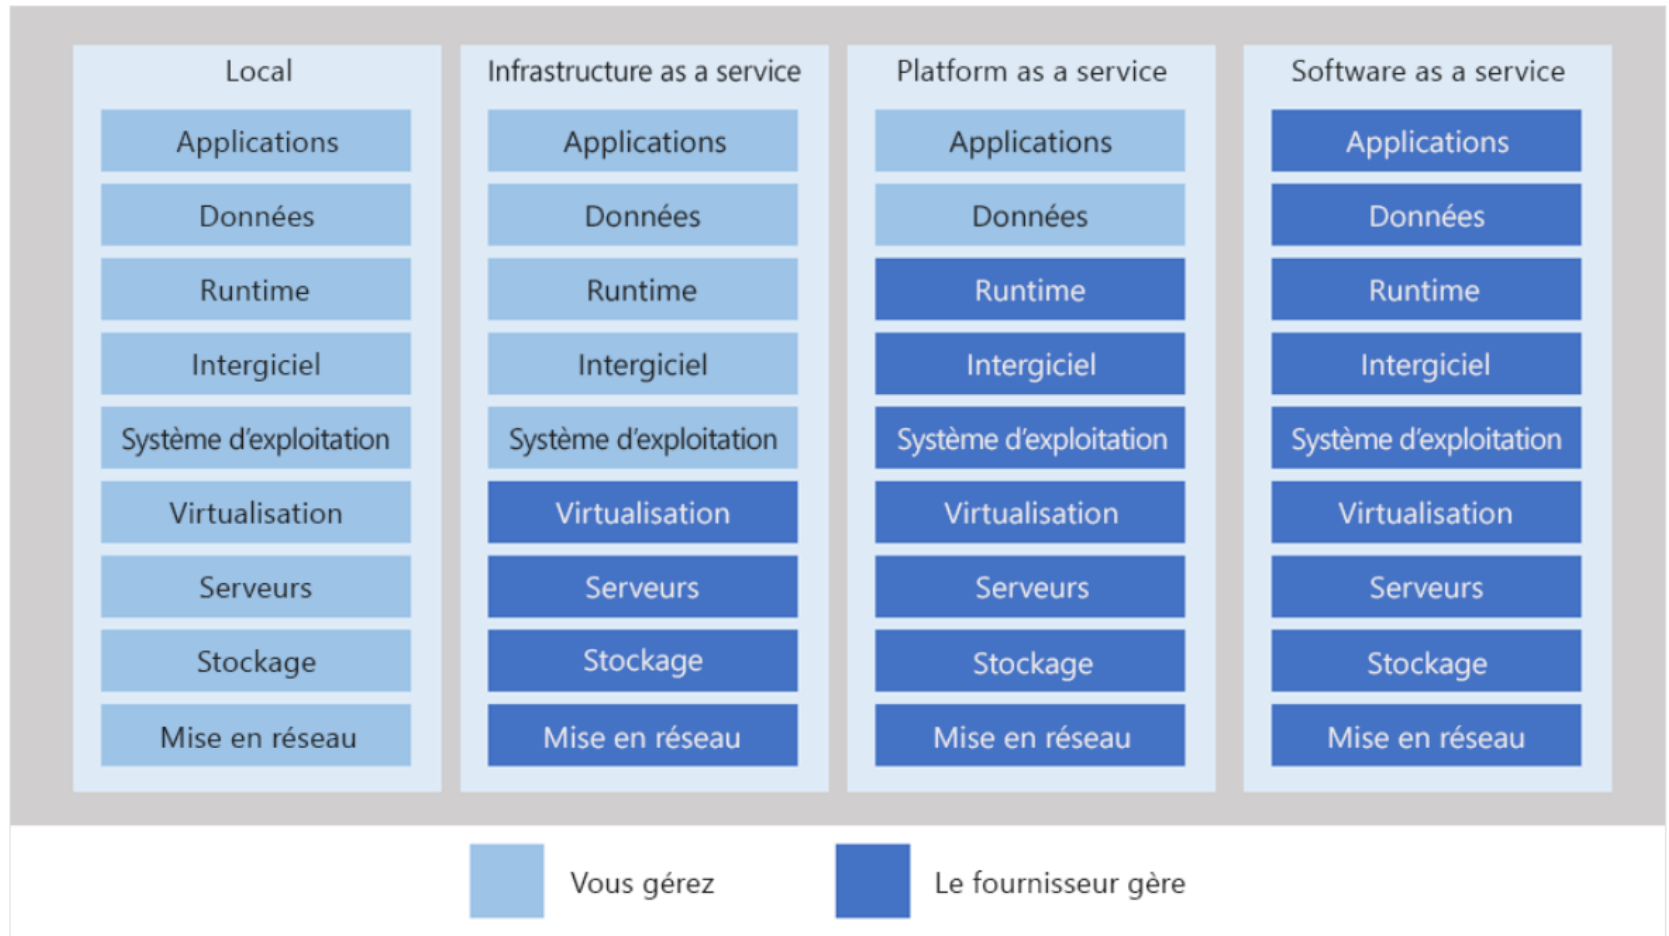 Local
Applications
Données
Runtime
Intergiciel
Système d’exploitation
Virtualisation
Serveurs
Stockage
Mise en réseau
Infrastructure as a service
Applications
Données
Runtime
Intergiciel
Système d’exploitation
Virtualisation
Serveurs
Stockage
Mise en réseau
Platform as a service
Applications
Données
Runtime
Intergiciel
Système d’exploitation
Virtualisation
Serveurs
Stockage
Mise en réseau
Software as a service
Applications
Données
Runtime
Intergiciel
Système d’exploitation
Virtualisation
Serveurs
Stockage
Mise en réseau
Vous gérez
Le fournisseur gère